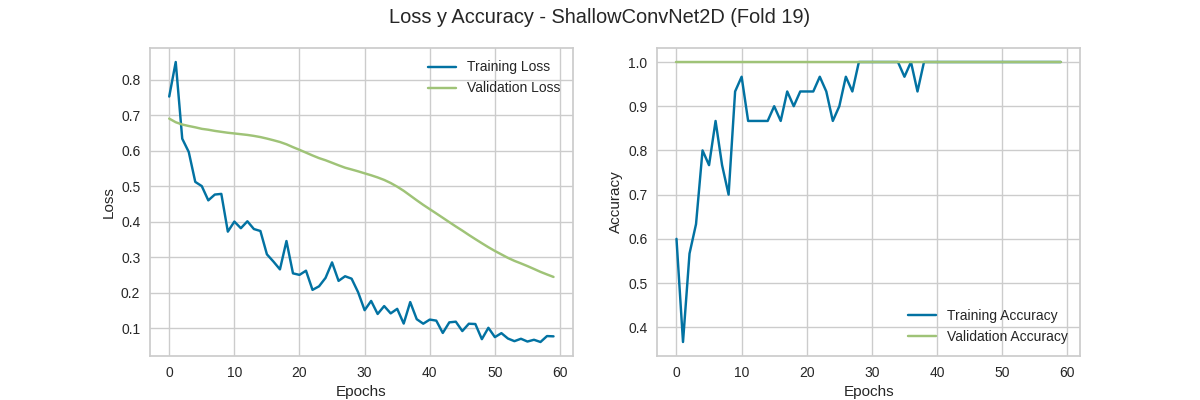 Loss y Accuracy - ShallowConvNet2D (Fold 19)
Loss
0.8
0.7
0.6
0.5
0.4
0.3
0.2
0.1
0 10 20 30 40 50 60
Epochs
Training Loss
Validation Loss
Accuracy
1.0
0.9
0.8
0.7
0.6
0.5
0.4
0 10 20 30 40 50 60
Epochs
Training Accuracy
Validation Accuracy